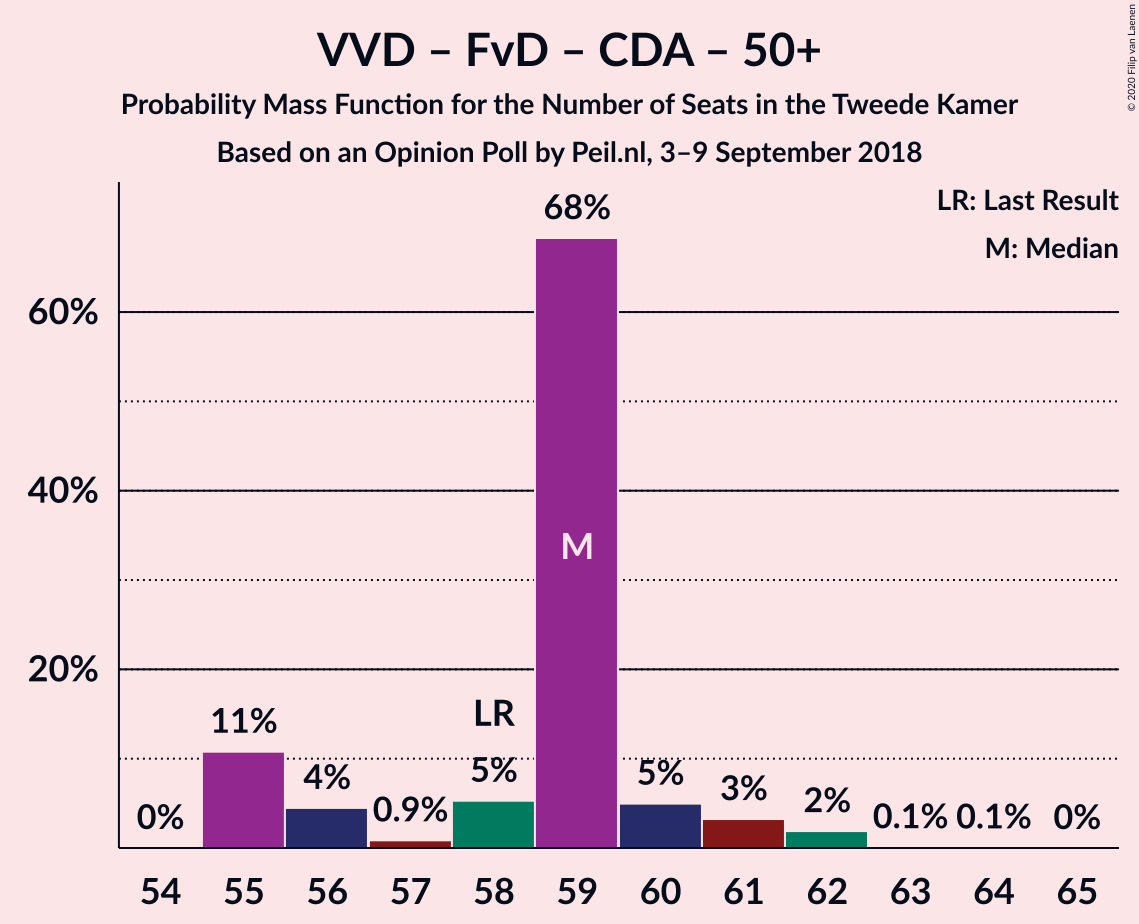 VVD – FvD – CDA – 50+
Probability Mass Function for the Number of Seats in the Tweede Kamer
Based on an Opinion Poll by Peil.nl, 3–9 September 2018
© 2020 Filip van Laenen
LR: Last Result
M: Median
60%
40%
20%
0%
11%
4%
0.9%
LR
5%
68%
M
5%
3%
2%
0.1%
0.1%
0%
54 55 56 57 58 59 60 61 62 63 64 65